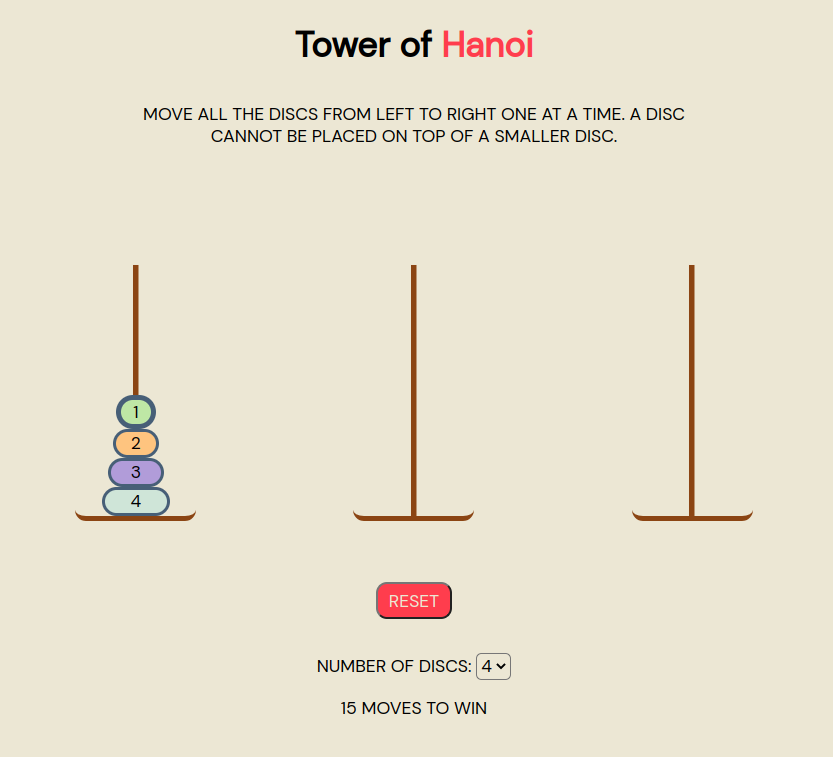 Tower of Hanoi
MOVE ALL THE DISCS FROM LEFT TO RIGHT ONE AT A TIME. A DISC
CANNOT BE PLACED ON TOP OF A SMALLER DISC.
1
2
3
4
RESET
NUMBER OF DISCS: 4
15 MOVES TO WIN